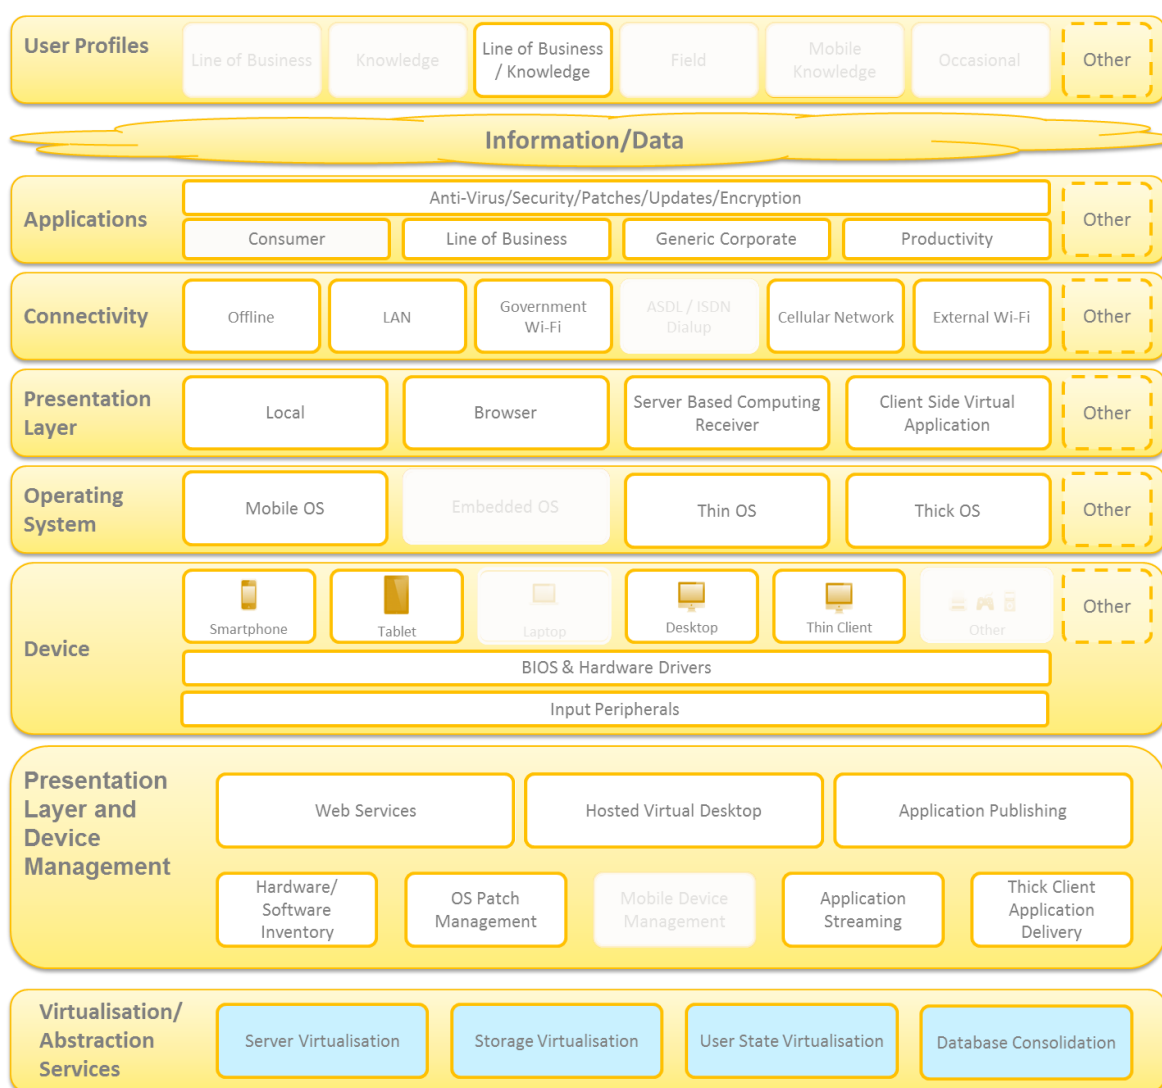 User Profiles
Line of Business
Knowledge
Line of Business
/ Knowledge
Field
Mobile
Knowledge
Occasional
Other
Information/Data
Applications
Anti-Virus/Security/Patches/Updates/Encryption
Consumer
Line of Business
Generic Corporate
Productivity
Other
Connectivity
Offline
LAN
Government
Wi-Fi
ASDL / ISDN
Dialup
Cellular Network
External Wi-Fi
Other
Presentation
Layer
Local
Browser
Server Based Computing
Receiver
Client Side Virtual
Application
Other
Operating
System
Mobile OS
Embedded OS
Thin OS
Thick OS
Other
Device
Smartphone
Tablet
Laptop
Desktop
Thin Client
Other
Other
BIOS & Hardware Drivers
Input Peripherals
Presentation
Layer and
Device
Management
Web Services
Hosted Virtual Desktop
Application Publishing
Hardware/
Software
Inventory
OS Patch
Management
Mobile Device
Management
Application
Streaming
Thick Client
Application
Delivery
Virtualisation/
Abstraction
Services
Server Virtualisation
Storage Virtualisation
User State Virtualisation
Database Consolidation